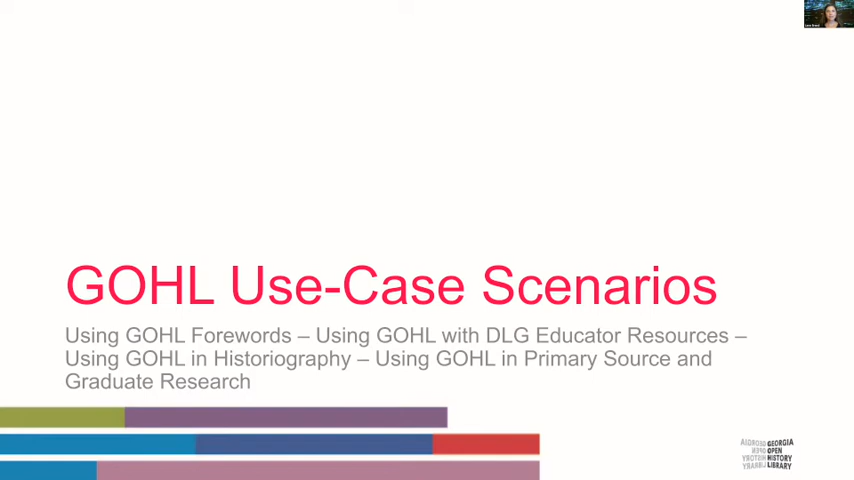 GOHL Use-Case Scenarios
Using GOHL Forewords – Using GOHL with DLG Educator Resources –
Using GOHL in Historiography – Using GOHL in Primary Source and
Graduate Research
GEORGIA
OPEN
HISTORY
LIBRARY